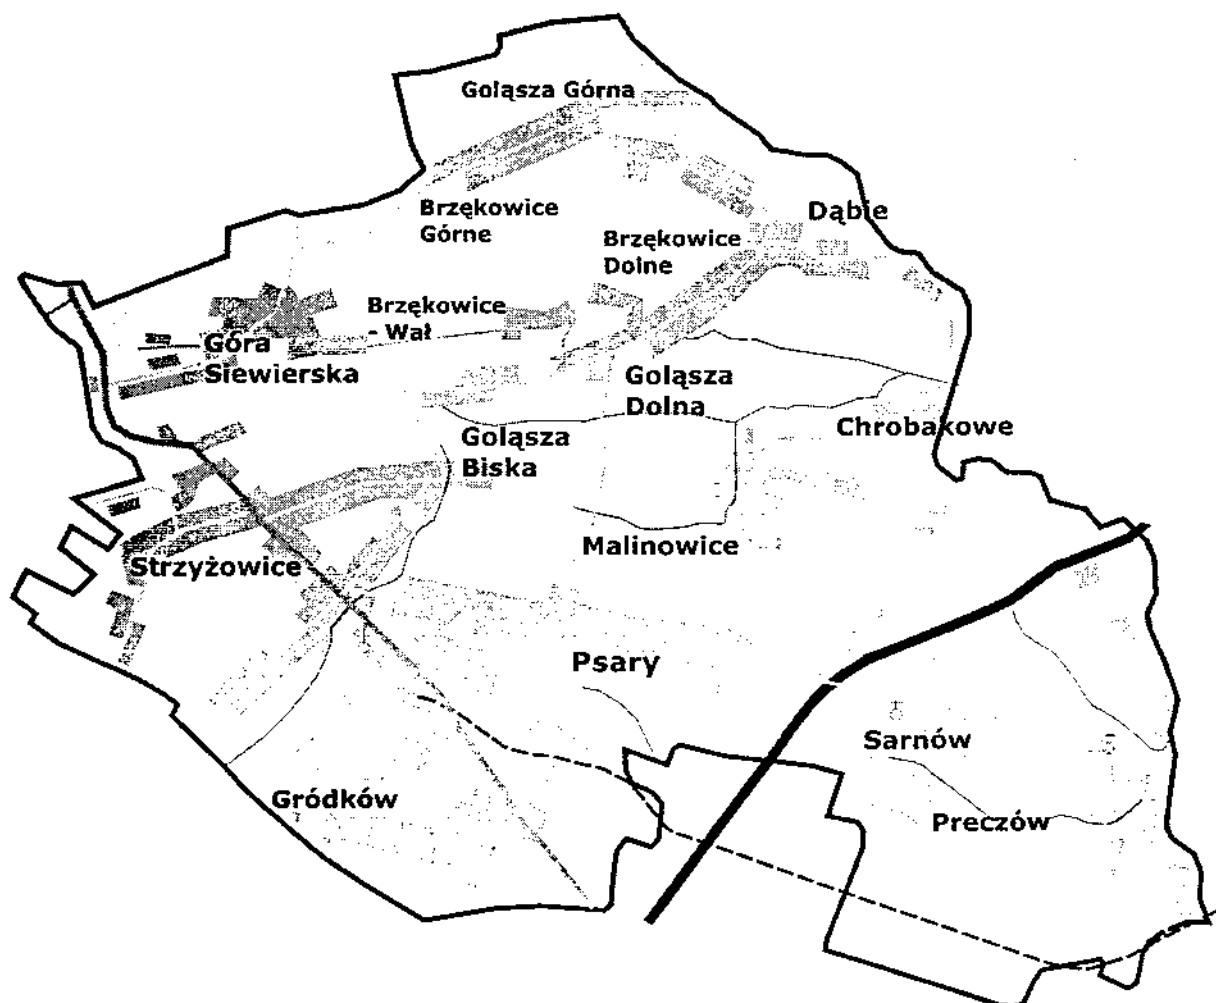 Goląsza Górna
Brzękowice
Górne
Dąbie
Brzękowice
Dolne
Brzękowice
- Wał
Góra
Siewierska
Goląsza
Dolna
Chrobakowe
Goląsza
Biska
Malinowice
Strzyżowice
Psary
Sarnów
Gródków
Preczów